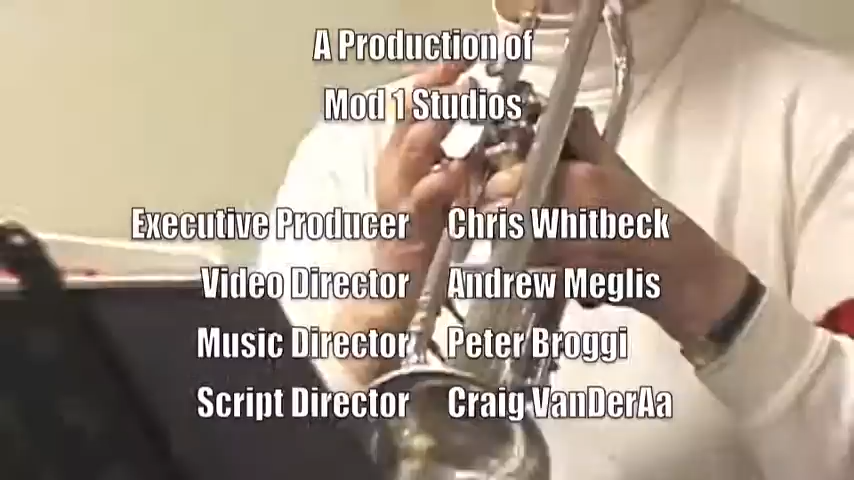 A Production of
Mod 1 Studios
Executive Producer Chris Whitbeck
Video Director Andrew Meglis
Music Director Peter Broggi
Script Director Craig VanDerAa